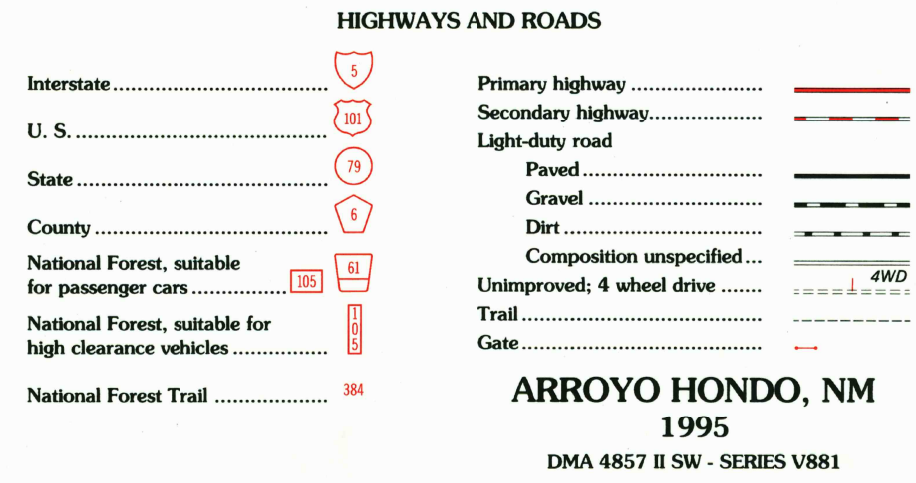 HIGHWAYS AND ROADS
Interstate.............................. 5
U. S. ...................................... 101
State ...................................... 79
County ................................... 6
National Forest, suitable
for passenger cars ............... 105 61
National Forest, suitable for
high clearance vehicles ............... 105
National Forest Trail .................. 384
Primary highway .....................
Secondary highway..................
Light-duty road
Paved.............................
Gravel ............................
Dirt ................................
Composition unspecified...
Unimproved; 4 wheel drive ....... 4WD
Trail.......................................
Gate.......................................
ARROYO HONDO, NM
1995
DMA 4857 II SW - SERIES V881